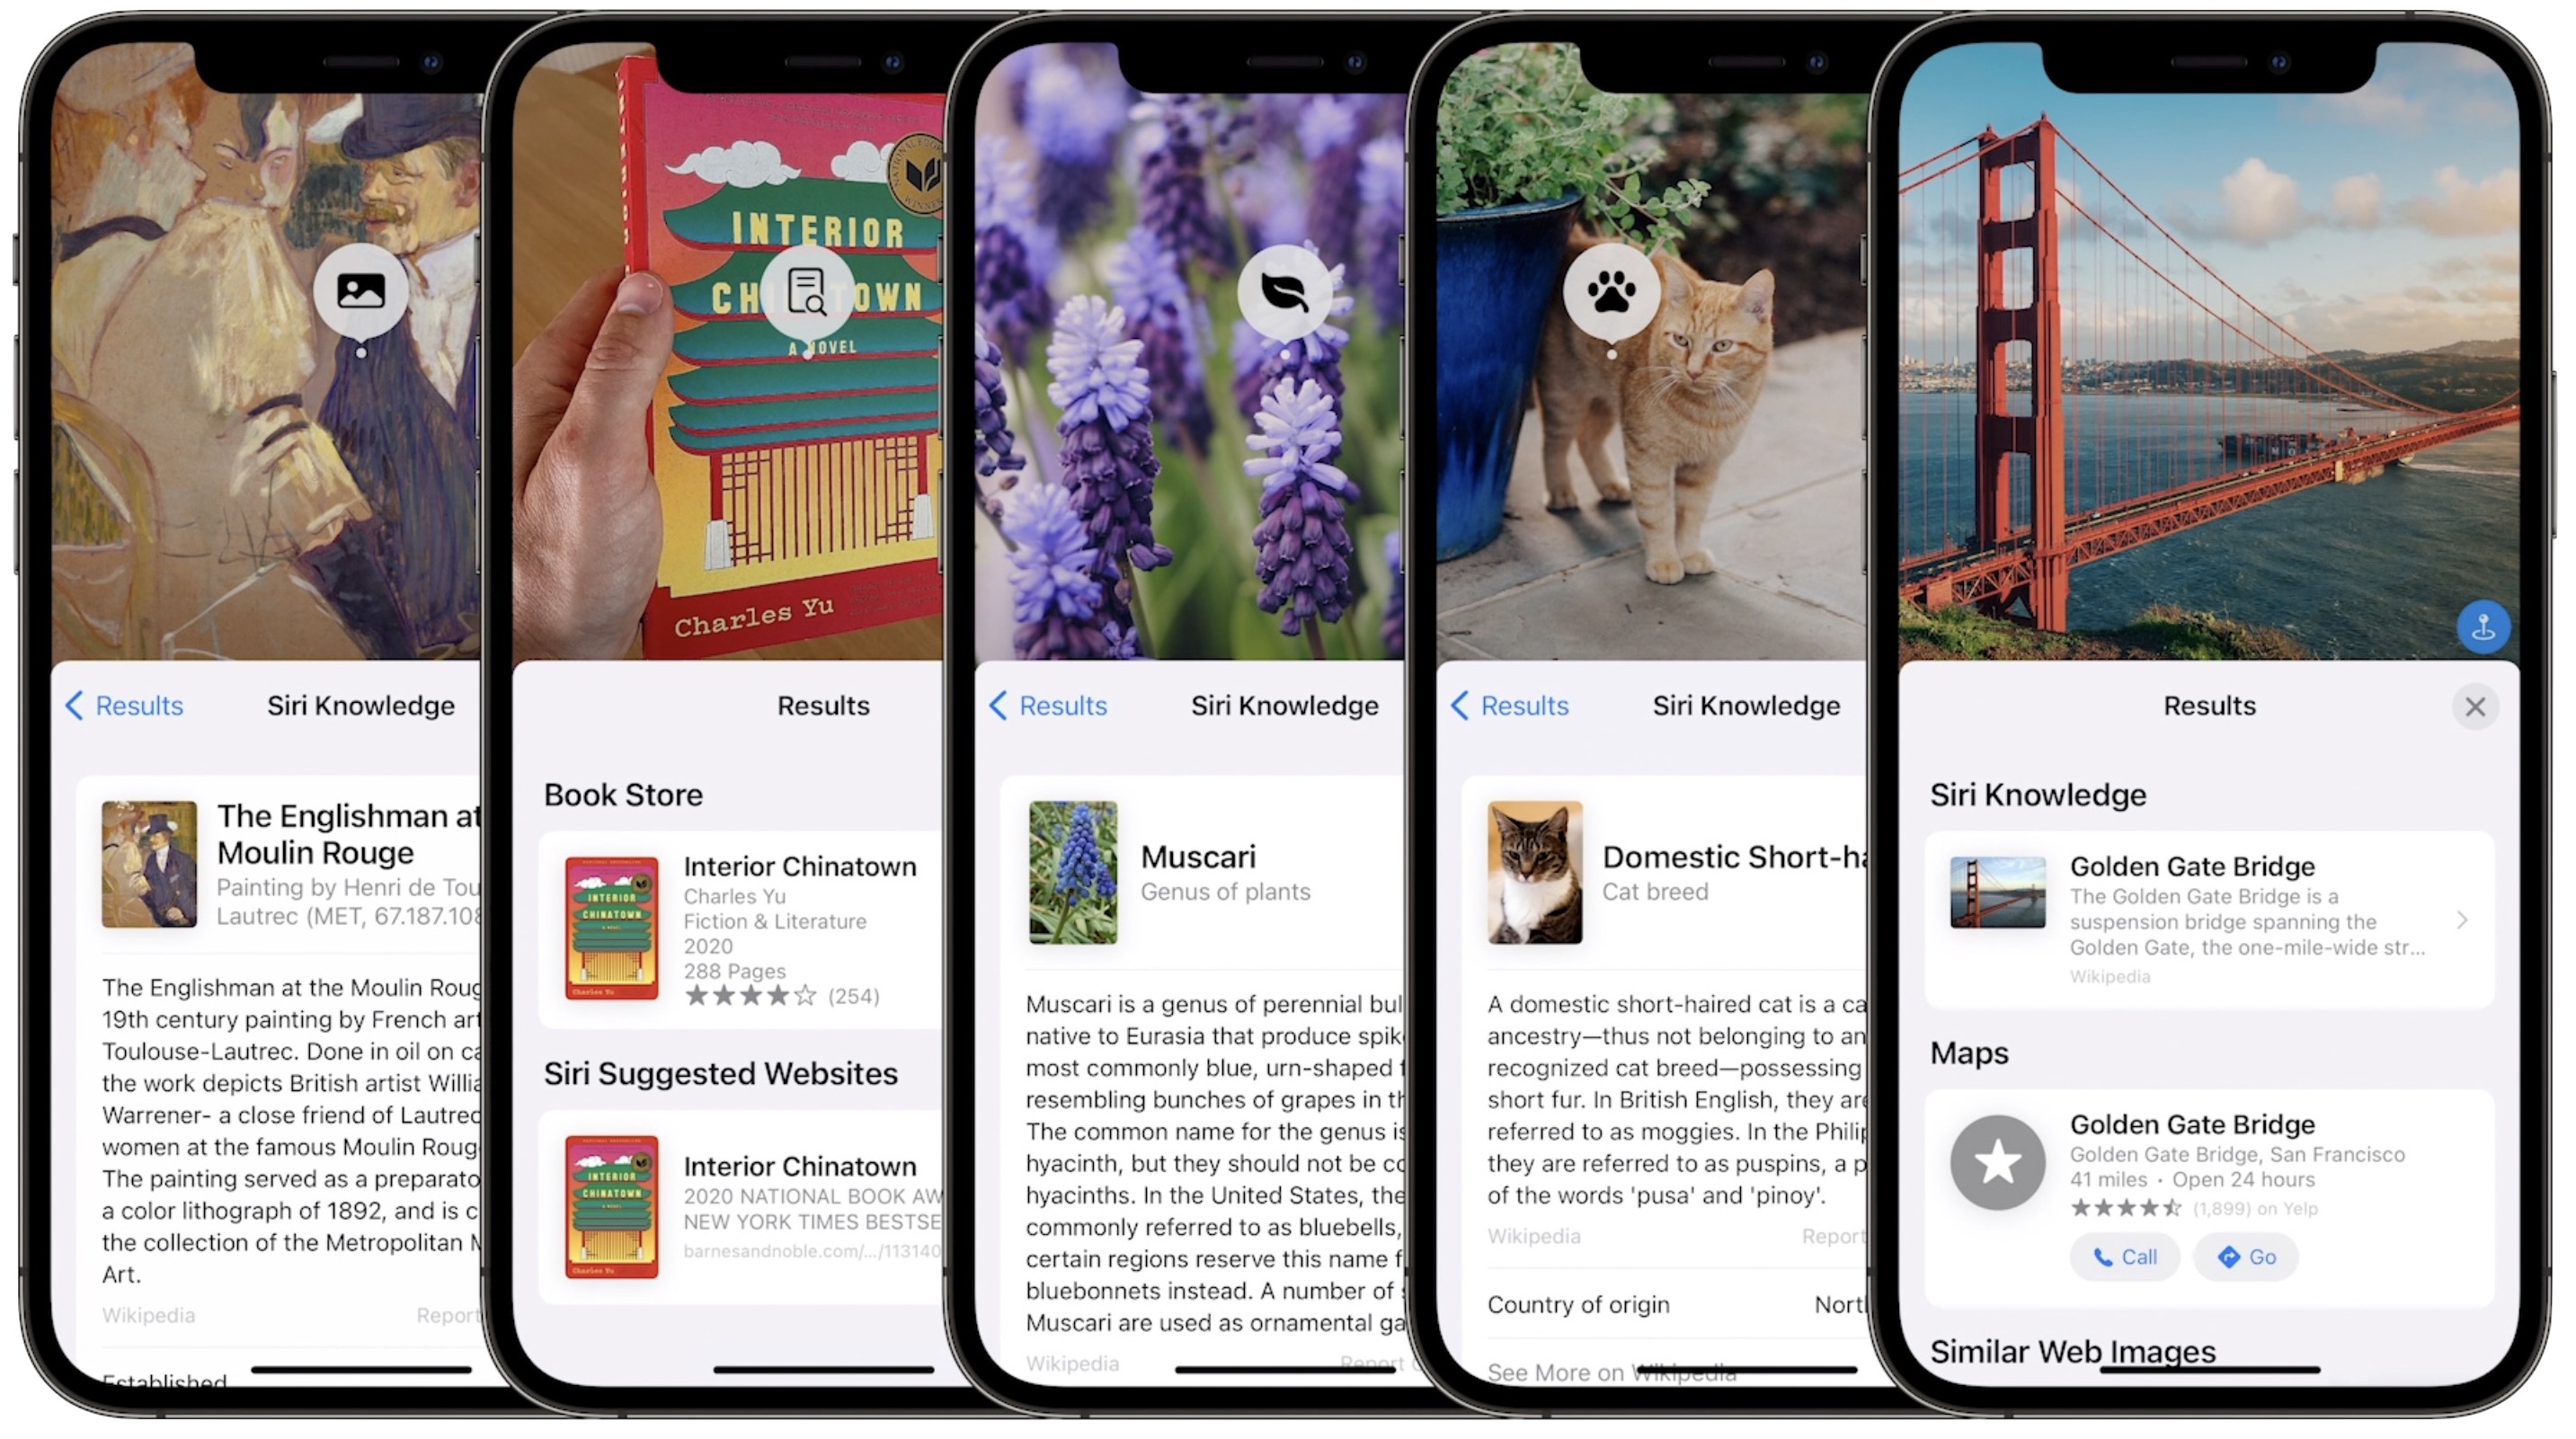 Results
Siri Knowledge
The Englishman at
Moulin Rouge
Painting by Henri de Tou
Lautrec (MET, 67.187.108
The Englishman at the Moulin Roug
19th century painting by French art
Toulouse-Lautrec. Done in oil on ca
the work depicts British artist Willia
Warrener- a close friend of Lautrec
women at the famous Moulin Roug
The painting served as a preparato
a color lithograph of 1892, and is c
the collection of the Metropolitan M
Art.
Wikipedia
Report
Established
INTERIOR
CH TOWN
A NOVEL
Charles Yu
Results
Book Store
INTERIOR
CHINATOWN
Charles Yu
Interior Chinatown
Charles Yu
Fiction & Literature
2020
288 Pages
(254)
Siri Suggested Websites
INTERIOR
CHINATOWN
Charles Yu
Interior Chinatown
2020 NATIONAL BOOK AW
NEW YORK TIMES BESTSE
barnesandnoble.com/.../113140
Results
Siri Knowledge
Muscari
Genus of plants
Muscari is a genus of perennial bul
native to Eurasia that produce spik
most commonly blue, urn-shaped f
resembling bunches of grapes in th
The common name for the genus is
hyacinth, but they should not be co
hyacinths. In the United States, the
commonly referred to as bluebells,
certain regions reserve this name f
bluebonnets instead. A number of s
Muscari are used as ornamental ga
Wikipedia
Report
Results
Siri Knowledge
Domestic Short-ha
Cat breed
A domestic short-haired cat is a ca
ancestry—thus not belonging to an
recognized cat breed—possessing
short fur. In British English, they are
referred to as moggies. In the Philip
they are referred to as puspins, a p
of the words 'pusa' and 'pinoy'.
Wikipedia
Report
Country of origin
North
See More on Wikipedia
Results
Siri Knowledge
Golden Gate Bridge
The Golden Gate Bridge is a
suspension bridge spanning the
Golden Gate, the one-mile-wide str...
Wikipedia
Maps
Golden Gate Bridge
Golden Gate Bridge, San Francisco
41 miles · Open 24 hours
(1,899) on Yelp
Call
Go
Similar Web Images